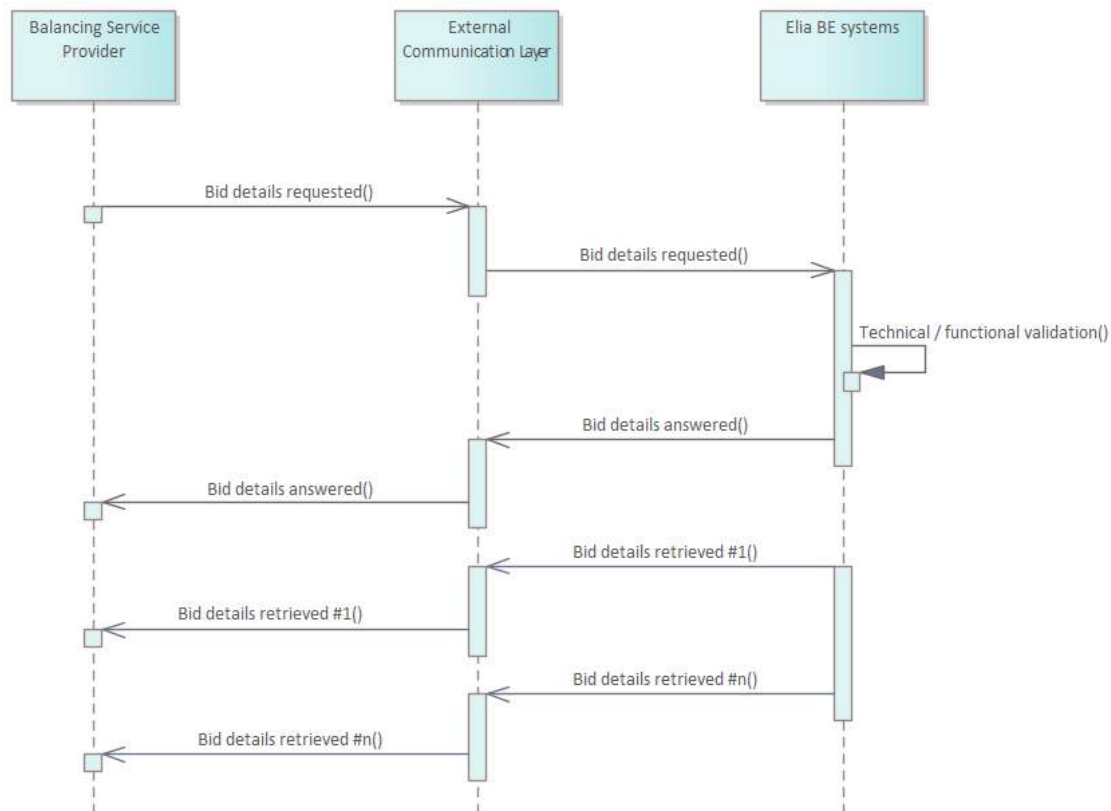 Balancing Service
Provider
External
Communication Layer
Elia BE systems
Bid details requested()
Bid details requested()
Technical / functional validation()
Bid details answered()
Bid details answered()
Bid details retrieved #1()
Bid details retrieved #1()
Bid details retrieved #n()
Bid details retrieved #n()